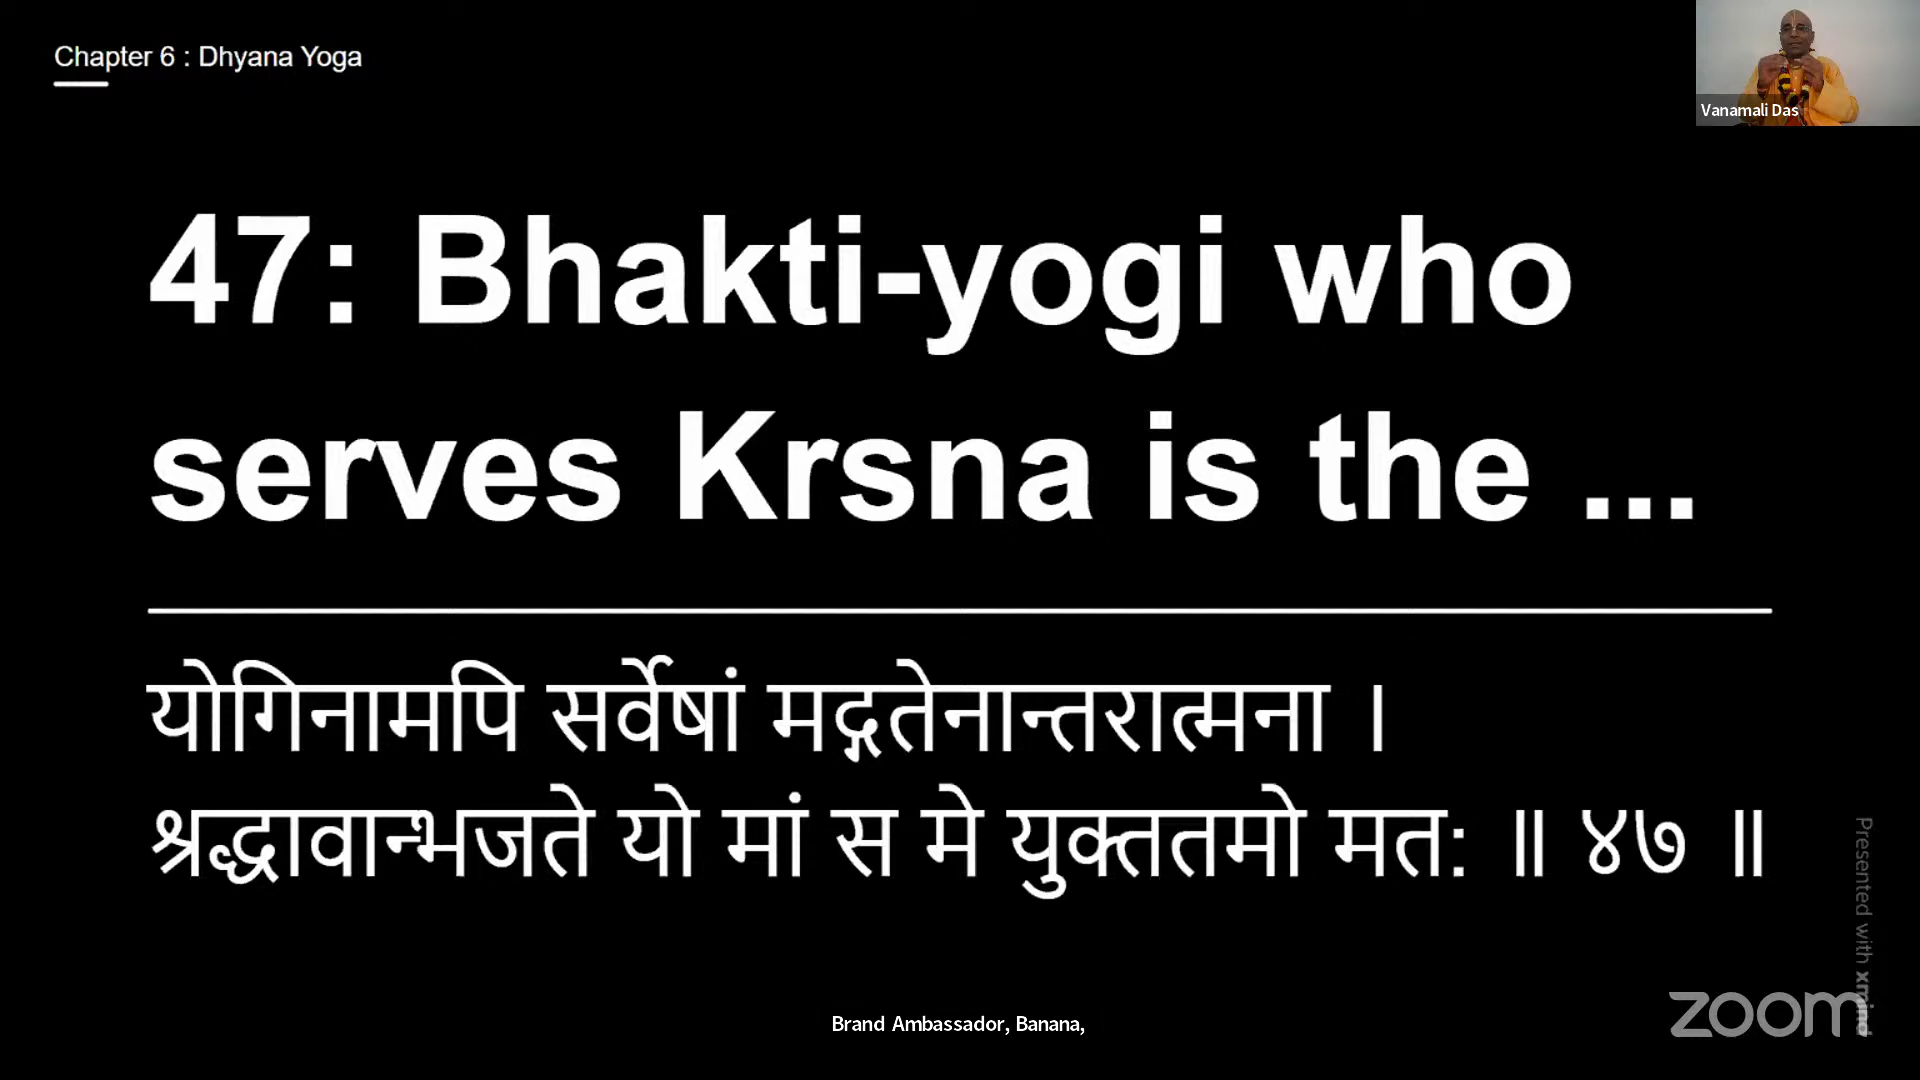 Chapter 6 : Dhyana Yoga
Vanamali Das
47: Bhakti-yogi who
serves Krsna is the ...
योगिनामपि सर्वेषां मद्गतेनान्तरात्मना ।
श्रद्धावान्भजते यो मां स मे युक्ततमो मतः ॥ ४७ ॥
Presented with xmind
zoom
Brand Ambassador, Banana,